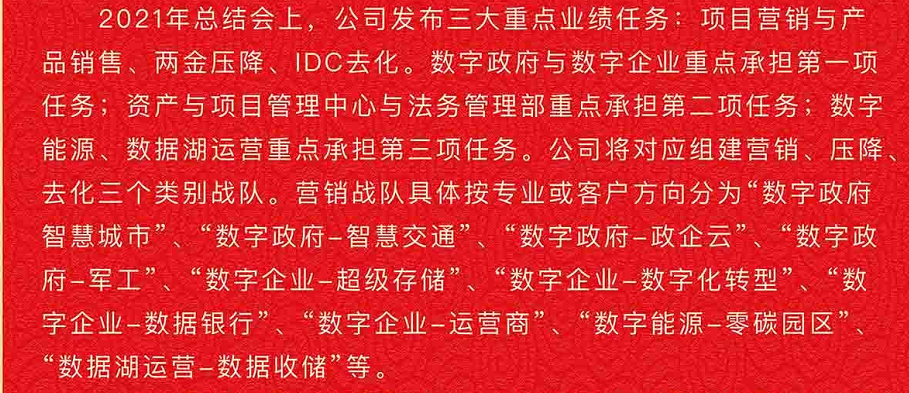 2021年总结会上，公司发布三大重点业绩任务：项目营销与产
品销售、两金压降、IDC去化。数字政府与数字企业重点承担第一项
任务；资产与项目管理中心与法务管理部重点承担第二项任务；数字
能源、数据湖运营重点承担第三项任务。公司将对应组建营销、压降、
去化三个类别战队。营销战队具体按专业或客户方向分为“数字政府
智慧城市”、“数字政府-智慧交通”、“数字政府-政企云”、“数字政
府-军工”、“数字企业-超级存储”、“数字企业-数字化转型”、“数
字企业-数据银行”、“数字企业-运营商”、“数字能源-零碳园区”、
“数据湖运营-数据收储”等。